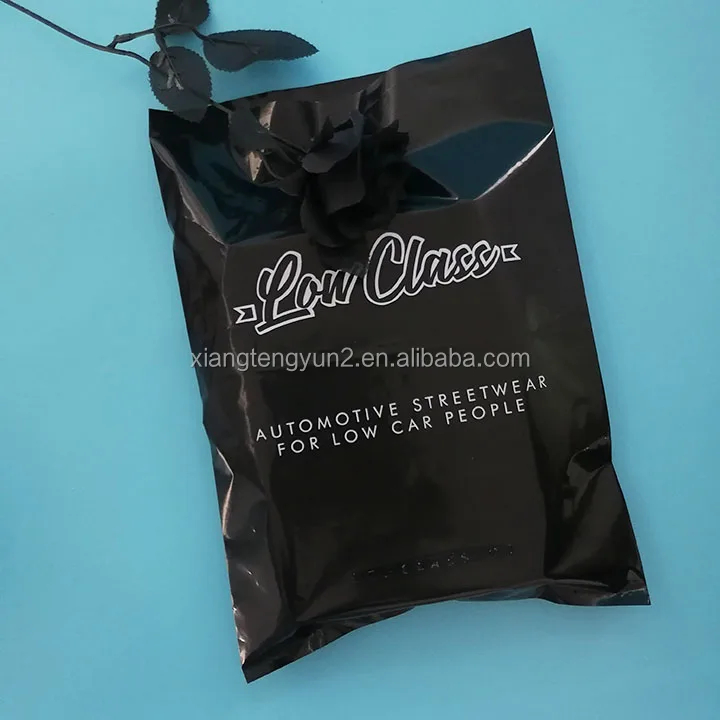 Low Class
xiangtengyun2.en.alibaba.com
AUTOMOTIVE STREETWEAR
FOR LOW CAR PEOPLE